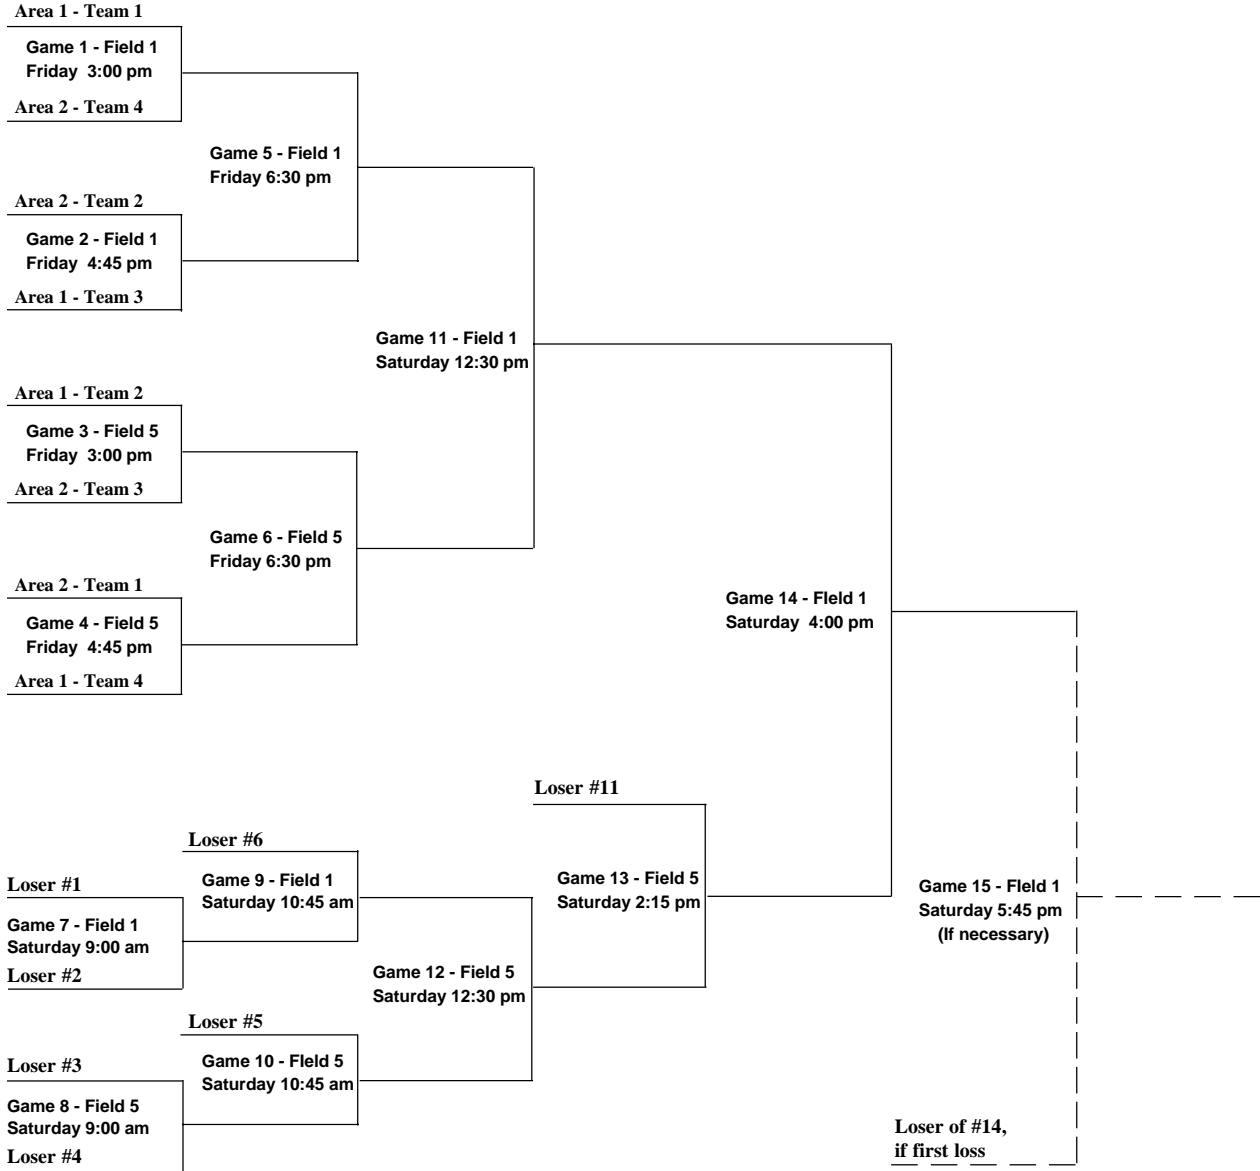 Area 1 - Team 1
Game 1 - Field 1
Friday  3:00 pm
Area 2 - Team 4
Game 5 - Field 1
Friday 6:30 pm
Area 2 - Team 2
Game 2 - Field 1
Friday  4:45 pm
Area 1 - Team 3
Game 11 - Field 1
Saturday 12:30 pm
Area 1 - Team 2
Game 3 - Field 5
Friday  3:00 pm
Area 2 - Team 3
Game 6 - Field 5
Friday 6:30 pm
Area 2 - Team 1
Game 4 - Field 5
Friday  4:45 pm
Area 1 - Team 4
Game 14 - FIeld 1
Saturday  4:00 pm
Loser #11
Loser #6
Loser #1
Game 9 - Field 1
Saturday 10:45 am
Game 7 - Field 1
Saturday 9:00 am
Loser #2
Game 13 - Field 5
Saturday 2:15 pm
Game 15 - FIeld 1
Saturday 5:45 pm
(If necessary)
Game 12 - Field 5
Saturday 12:30 pm
Loser #5
Loser #3
Game 10 - FIeld 5
Saturday 10:45 am
Game 8 - Field 5
Saturday 9:00 am
Loser #4
Loser of #14,
if first loss